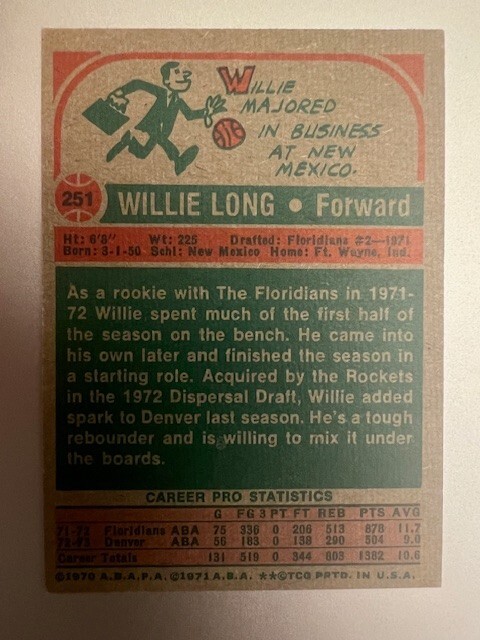 WILLIE
MAJORED
IN BUSINESS
AT NEW
MEXICO.
251 WILLIE LONG • Forward
Ht: 6'8" Wt: 225 Drafted: Floridians #2—1971
Born: 3-1-50 Schl: New Mexico Home: Ft. Wayne, Ind.
As a rookie with The Floridians in 1971-
72 Willie spent much of the first half of
the season on the bench. He came into
his own later and finished the season in
a starting role. Acquired by the Rockets
in the 1972 Dispersal Draft, Willie added
spark to Denver last season. He's a tough
rebounder and is willing to mix it under
the boards.
CAREER PRO STATISTICS
G FG 3 PT FT REB PTS AVG
71-72 Floridians ABA 75 336 0 206 513 878 11.7
72-73 Denver ABA 56 183 0 138 290 504 9.0
Career Totals 131 519 0 344 803 1382 10.6
©1970 A.B.A.P.A. ©1971 A.B.A. **©TCG PRTD. IN U.S.A.